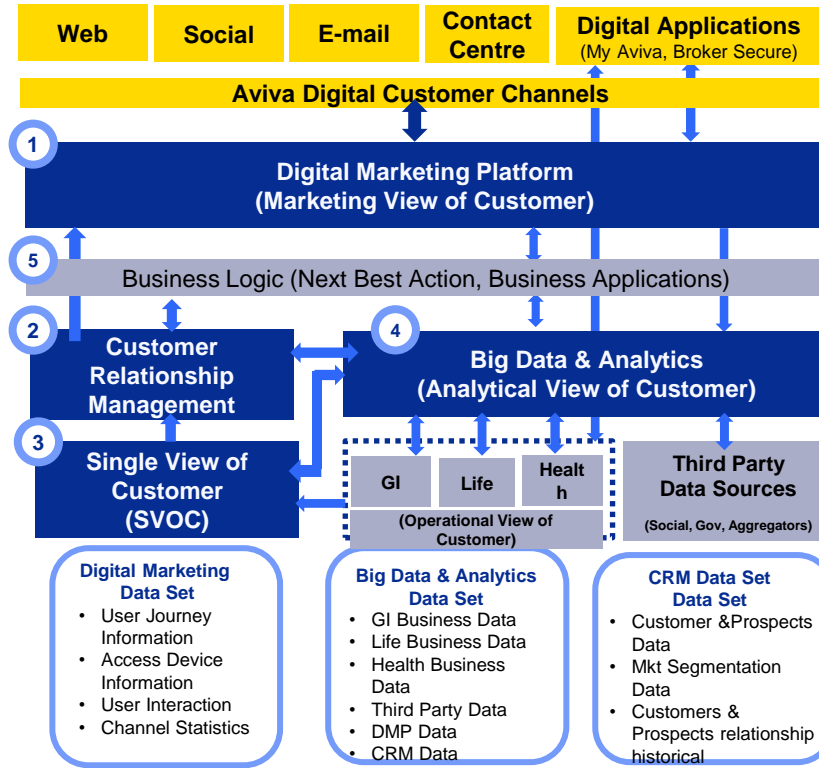 Web
Social
E-mail
Contact
Centre
Digital Applications
(My Aviva, Broker Secure)
Aviva Digital Customer Channels
1
Digital Marketing Platform
(Marketing View of Customer)
5
Business Logic (Next Best Action, Business Applications)
2
Customer
Relationship
Management
4
Big Data & Analytics
(Analytical View of Customer)
3
Single View of
Customer
(SVOC)
GI
Life
Healt
h
(Operational View of
Customer)
Third Party
Data Sources
(Social, Gov, Aggregators)
Digital Marketing
Data Set
• User Journey
Information
• Access Device
Information
• User Interaction
• Channel Statistics
Big Data & Analytics
Data Set
• GI Business Data
• Life Business Data
• Health Business
Data
• Third Party Data
• DMP Data
• CRM Data
CRM Data Set
Data Set
• Customer &Prospects
Data
• Mkt Segmentation
Data
• Customers &
Prospects relationship
historical